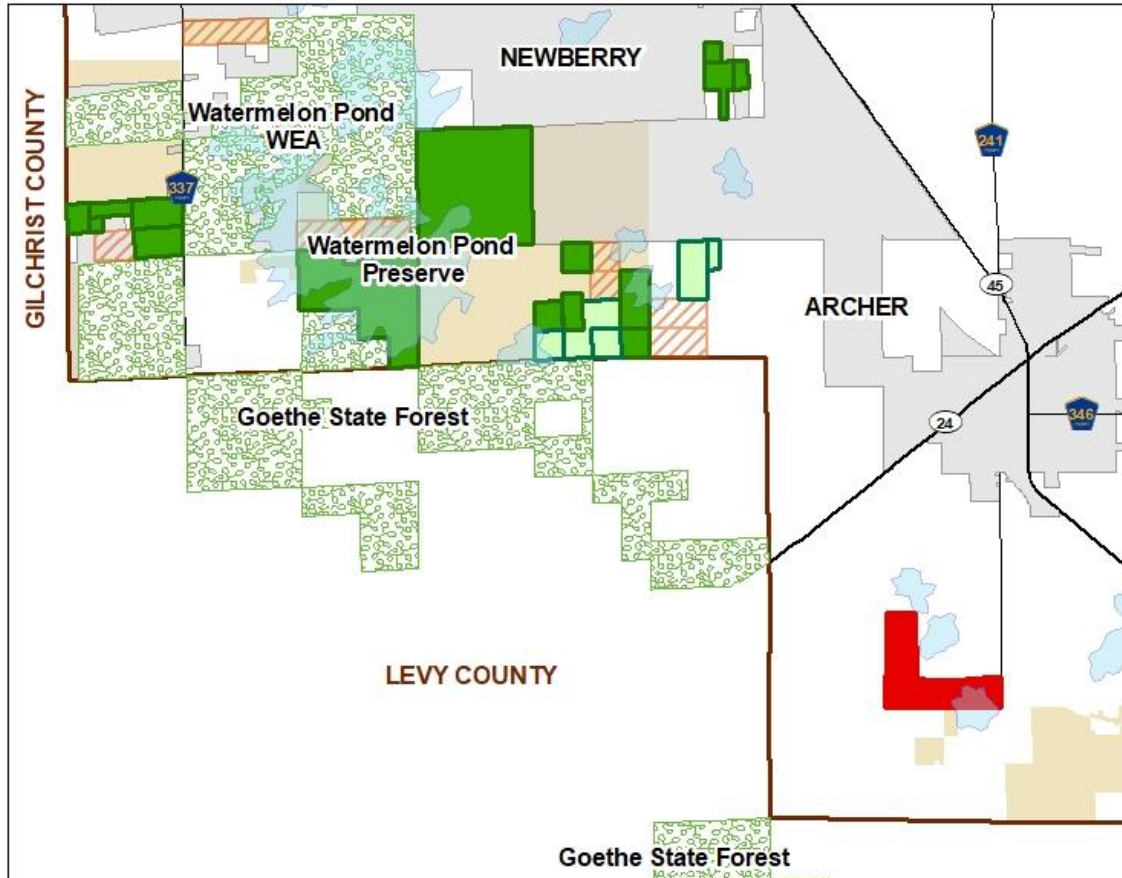 NEWBERRY
Watermelon Pond
WEA
241
GILCHRIST COUNTY
337
Watermelon Pond
Preserve
45
ARCHER
Goethe State Forest
24
346
LEVY COUNTY
Goethe State Forest